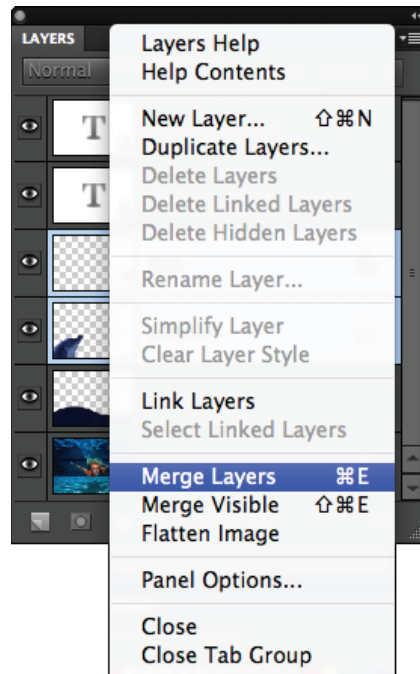 LAYERS
Normal
T
T
Layers Help
Help Contents
New Layer... ⇧⌘N
Duplicate Layers...
Delete Layers
Delete Linked Layers
Delete Hidden Layers
Rename Layer...
Simplify Layer
Clear Layer Style
Link Layers
Select Linked Layers
Merge Layers ⌘E
Merge Visible ⇧⌘E
Flatten Image
Panel Options...
Close
Close Tab Group